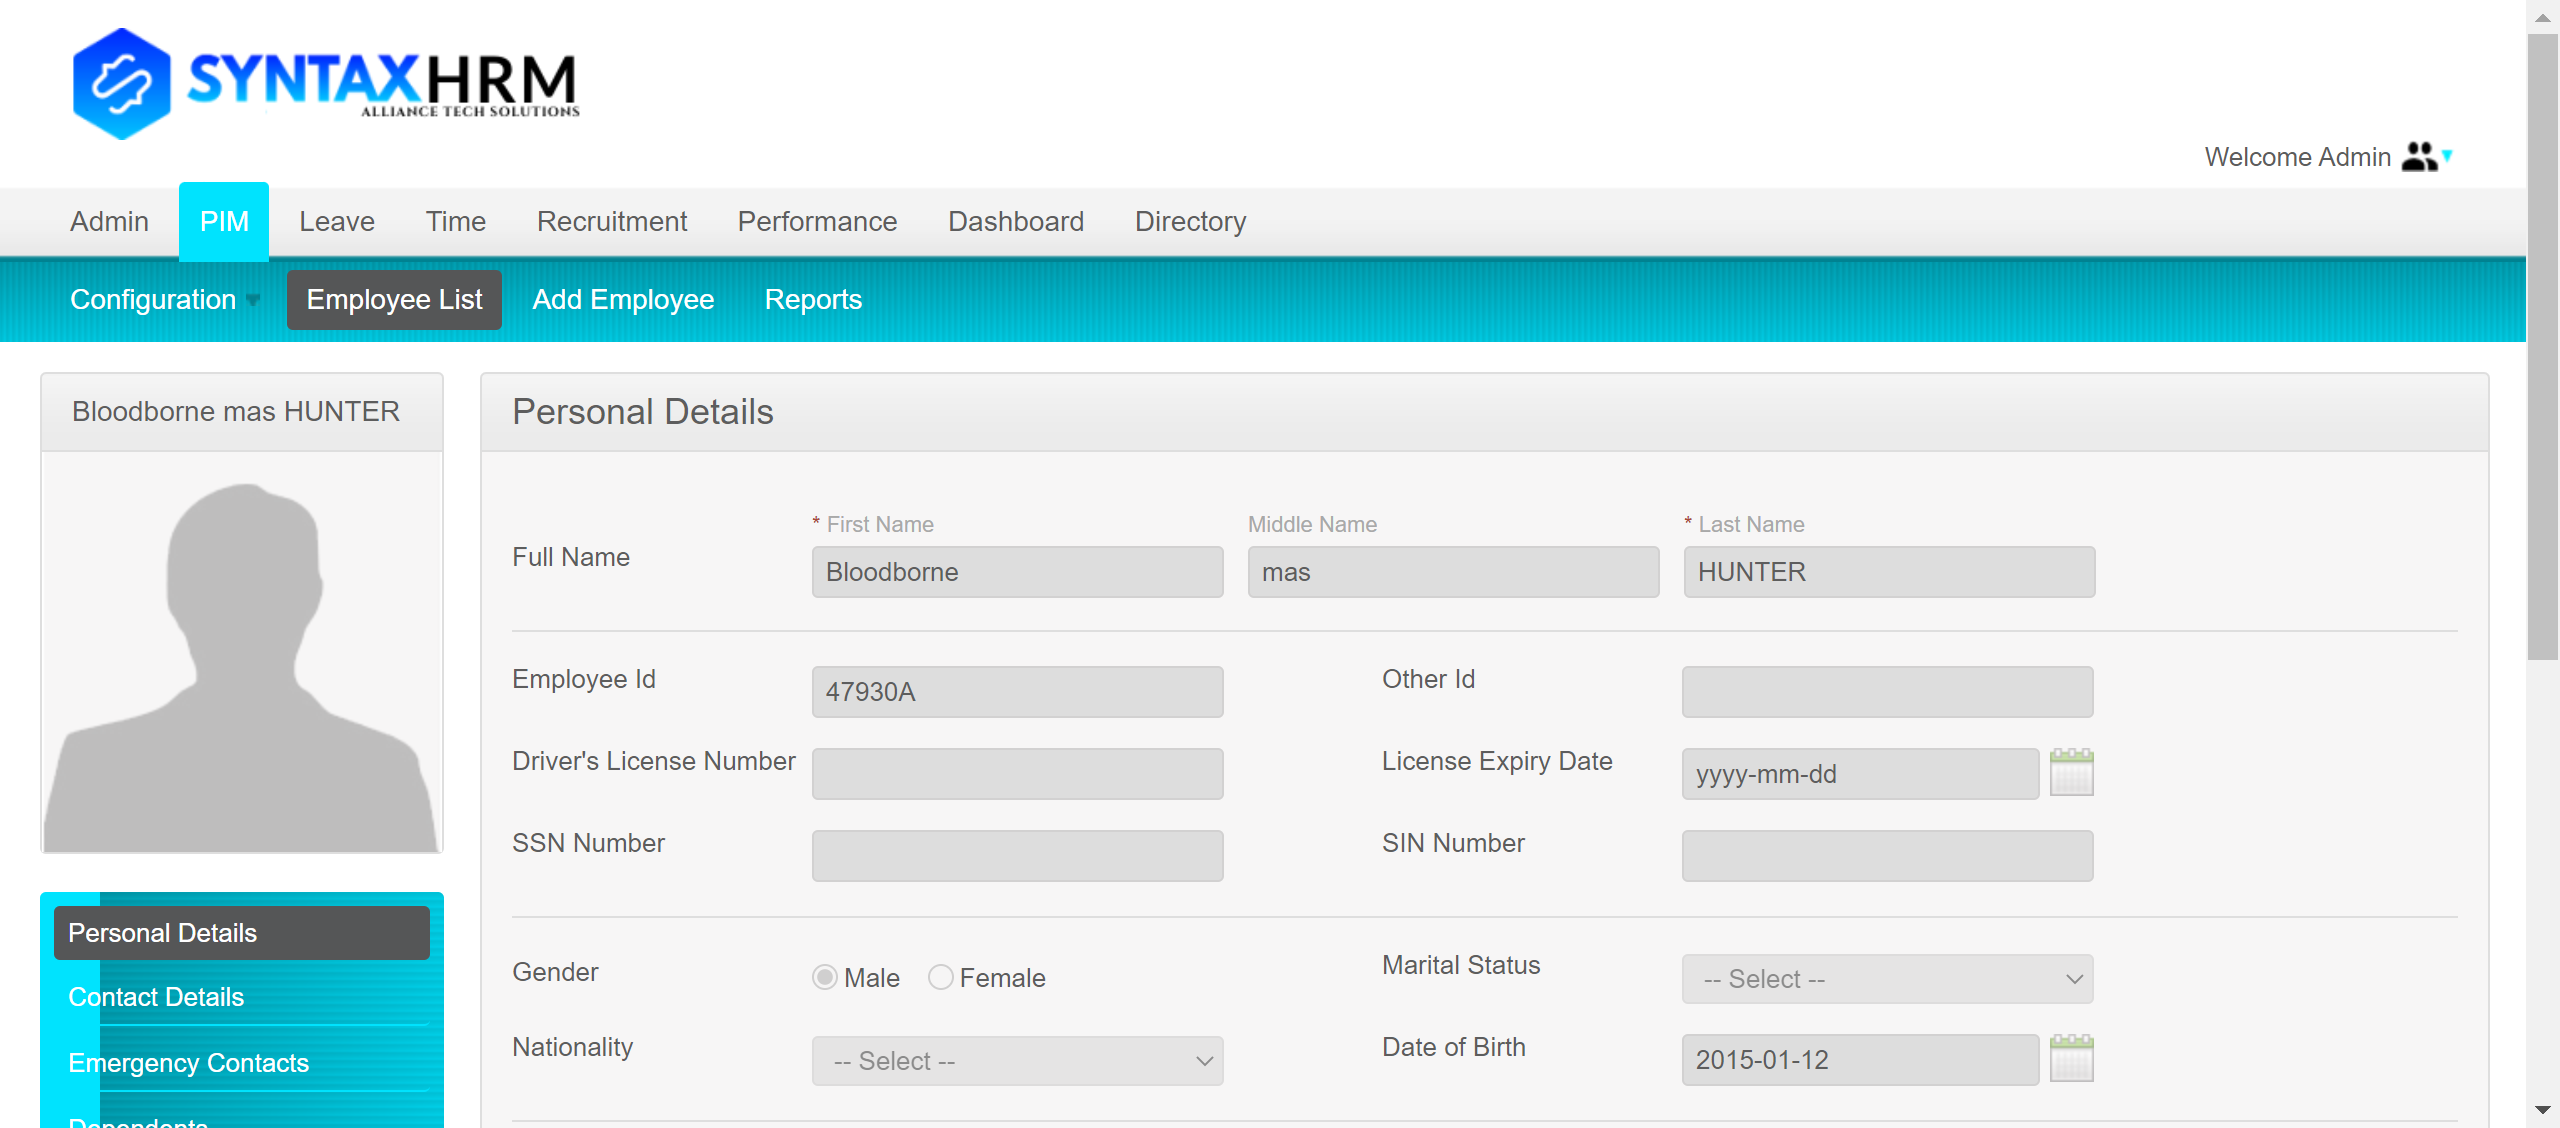 SYNTAXHRM
ALLIANCE TECH SOLUTIONS
Welcome Admin
Admin PIM Leave Time Recruitment Performance Dashboard Directory
Configuration Employee List Add Employee Reports
Bloodborne mas HUNTER
Personal Details
* First Name Middle Name * Last Name
Full Name Bloodborne mas HUNTER
Employee Id 47930A Other Id
Driver's License Number License Expiry Date yyyy-mm-dd
SSN Number SIN Number
Gender Male Female Marital Status -- Select --
Nationality -- Select -- Date of Birth 2015-01-12
Personal Details
Contact Details
Emergency Contacts
Dependents